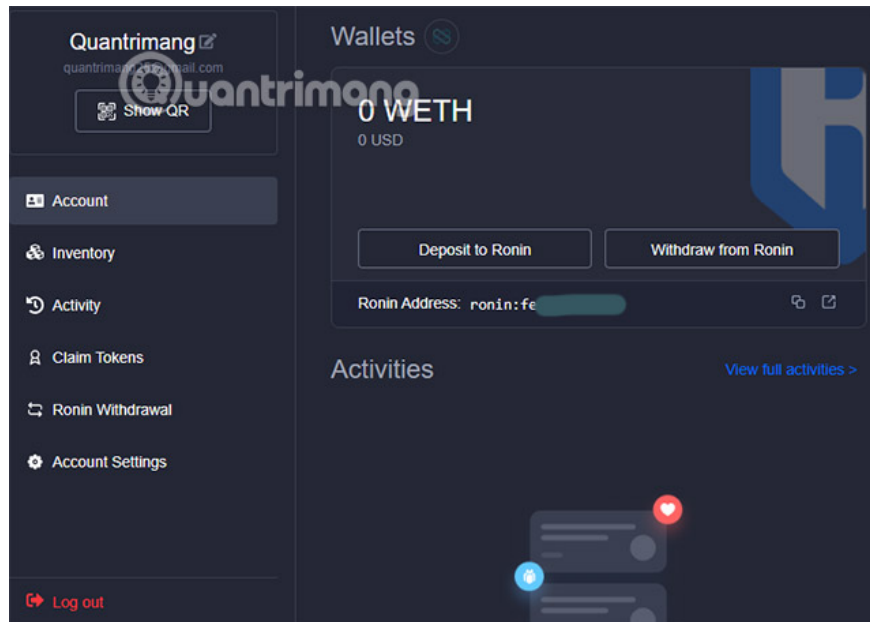 Quantrimang
Show QR
Account
Inventory
Activity
Claim Tokens
Ronin Withdrawal
Account Settings
Log out
Wallets
Quantrimang
0 WETH
0 USD
Deposit to Ronin
Withdraw from Ronin
Ronin Address: ronin:fe
Activities
View full activities >